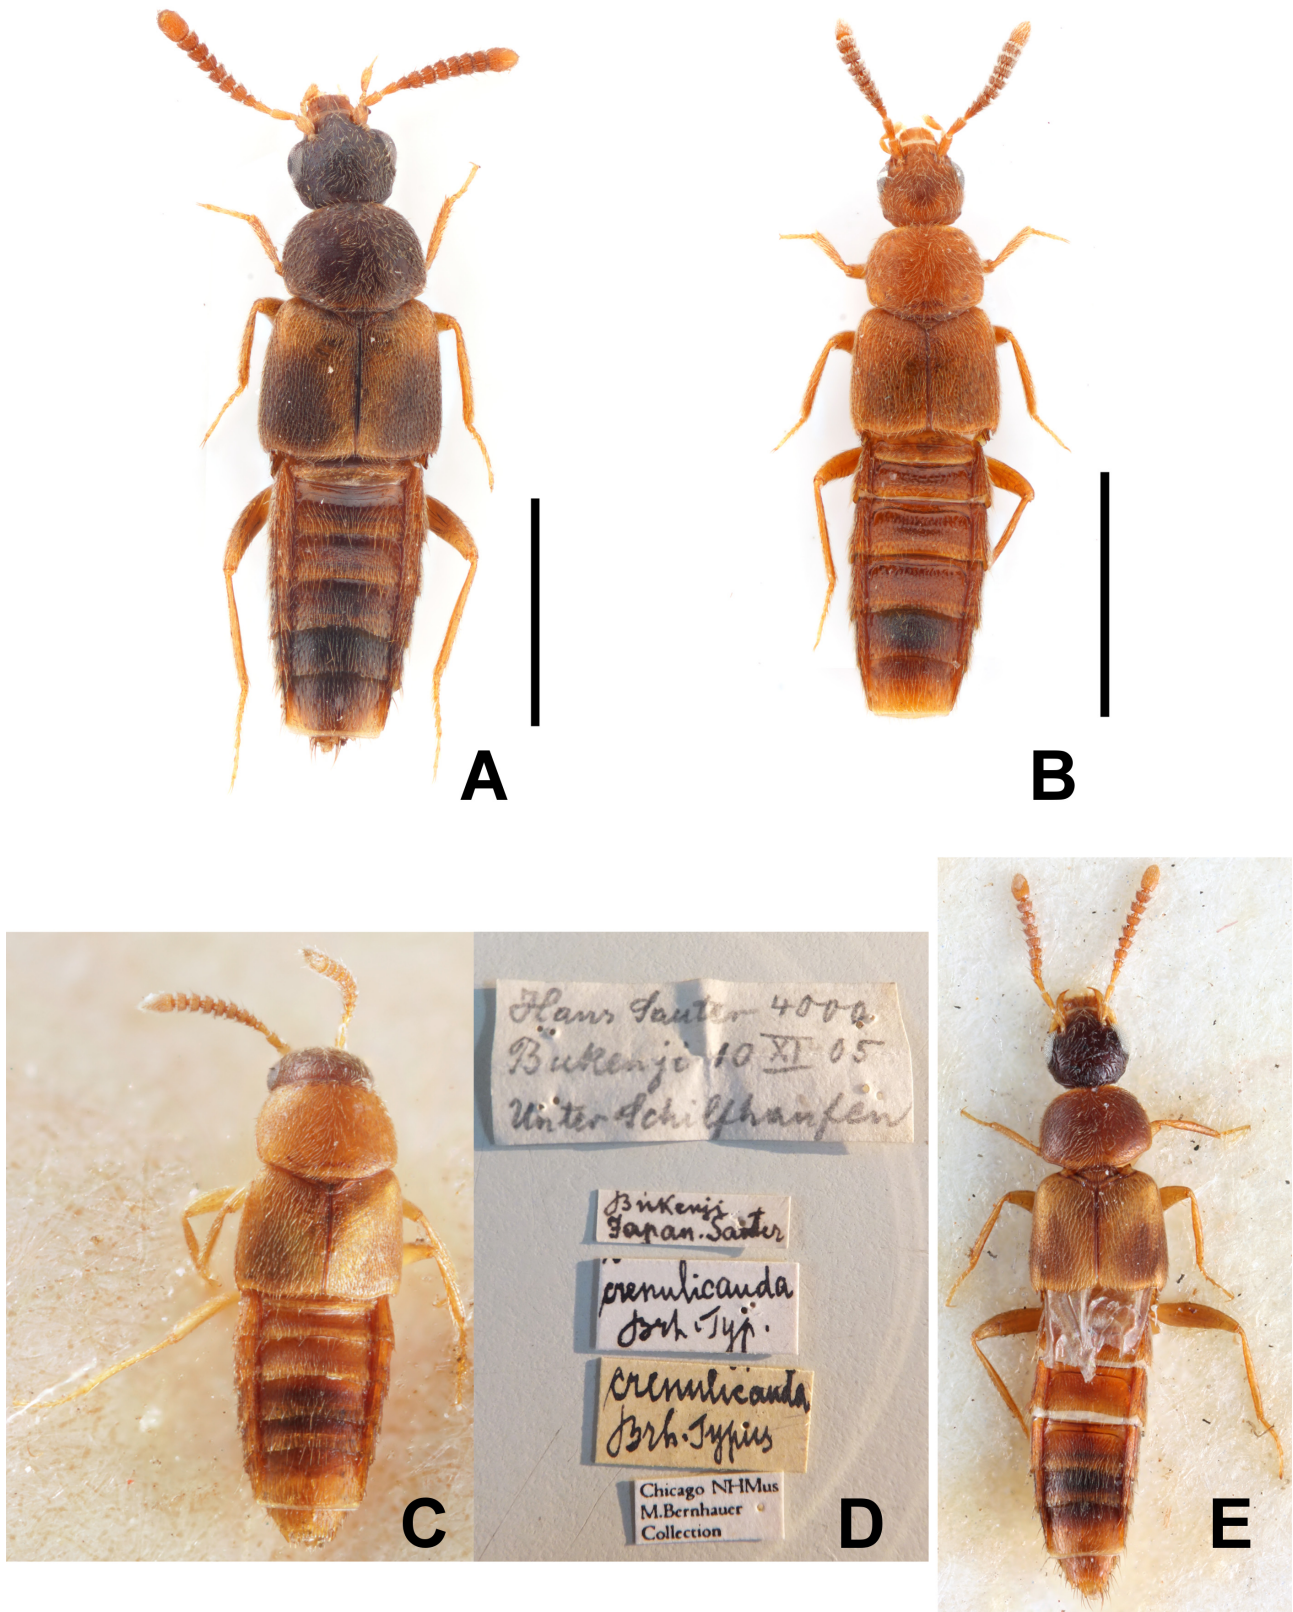 A
B
Hans Sauter 4000
Bukenji 10 XI 05
Unter Schilfhaufen
Bukenji
Japan. Sauter
crenulicauda
Brh. Typ.
crenulicauda
Brh. Typus
Chicago NHMus
M.Bernhauer
Collection
C
D
E